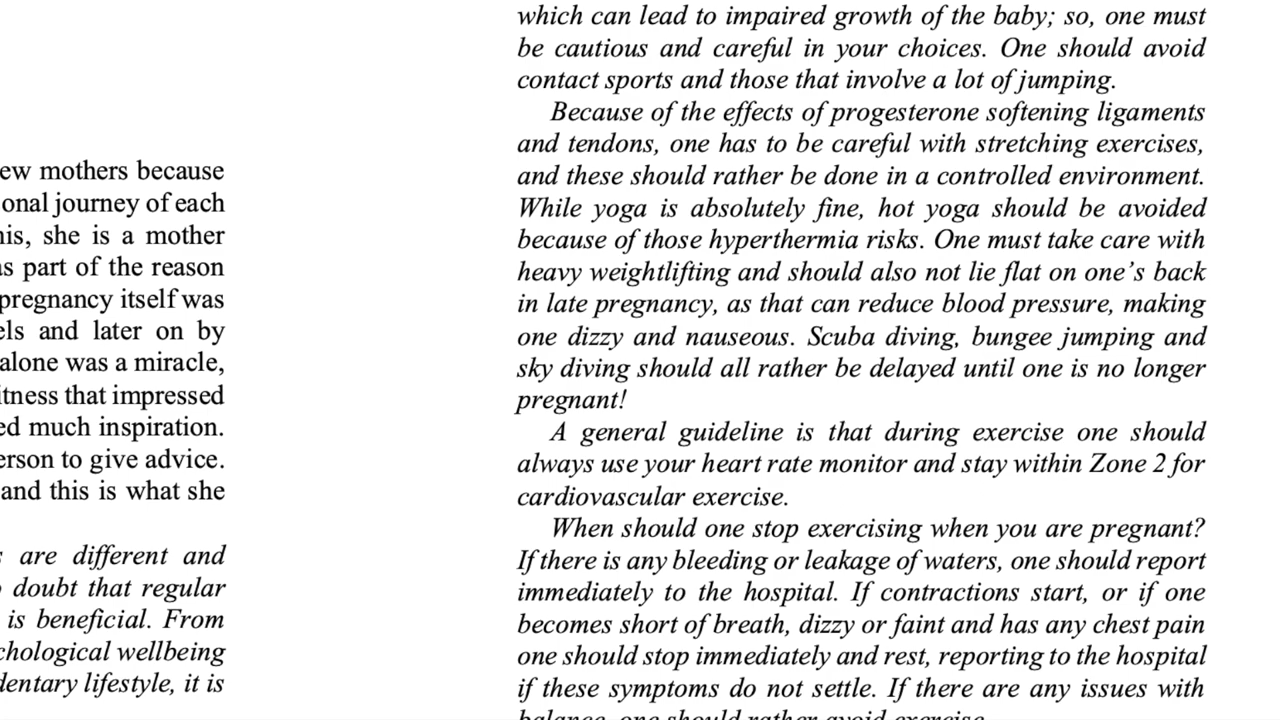 ew mothers because
onal journey of each
his, she is a mother
as part of the reason
pregnancy itself was
els and later on by
alone was a miracle,
itness that impressed
ed much inspiration.
erson to give advice.
and this is what she
s are different and
o doubt that regular
is beneficial. From
chological wellbeing
dentary lifestyle, it is
which can lead to impaired growth of the baby; so, one must
be cautious and careful in your choices. One should avoid
contact sports and those that involve a lot of jumping.
Because of the effects of progesterone softening ligaments
and tendons, one has to be careful with stretching exercises,
and these should rather be done in a controlled environment.
While yoga is absolutely fine, hot yoga should be avoided
because of those hyperthermia risks. One must take care with
heavy weightlifting and should also not lie flat on one’s back
in late pregnancy, as that can reduce blood pressure, making
one dizzy and nauseous. Scuba diving, bungee jumping and
sky diving should all rather be delayed until one is no longer
pregnant!
A general guideline is that during exercise one should
always use your heart rate monitor and stay within Zone 2 for
cardiovascular exercise.
When should one stop exercising when you are pregnant?
If there is any bleeding or leakage of waters, one should report
immediately to the hospital. If contractions start, or if one
becomes short of breath, dizzy or faint and has any chest pain
one should stop immediately and rest, reporting to the hospital
if these symptoms do not settle. If there are any issues with
balance, one should rather avoid exercise.